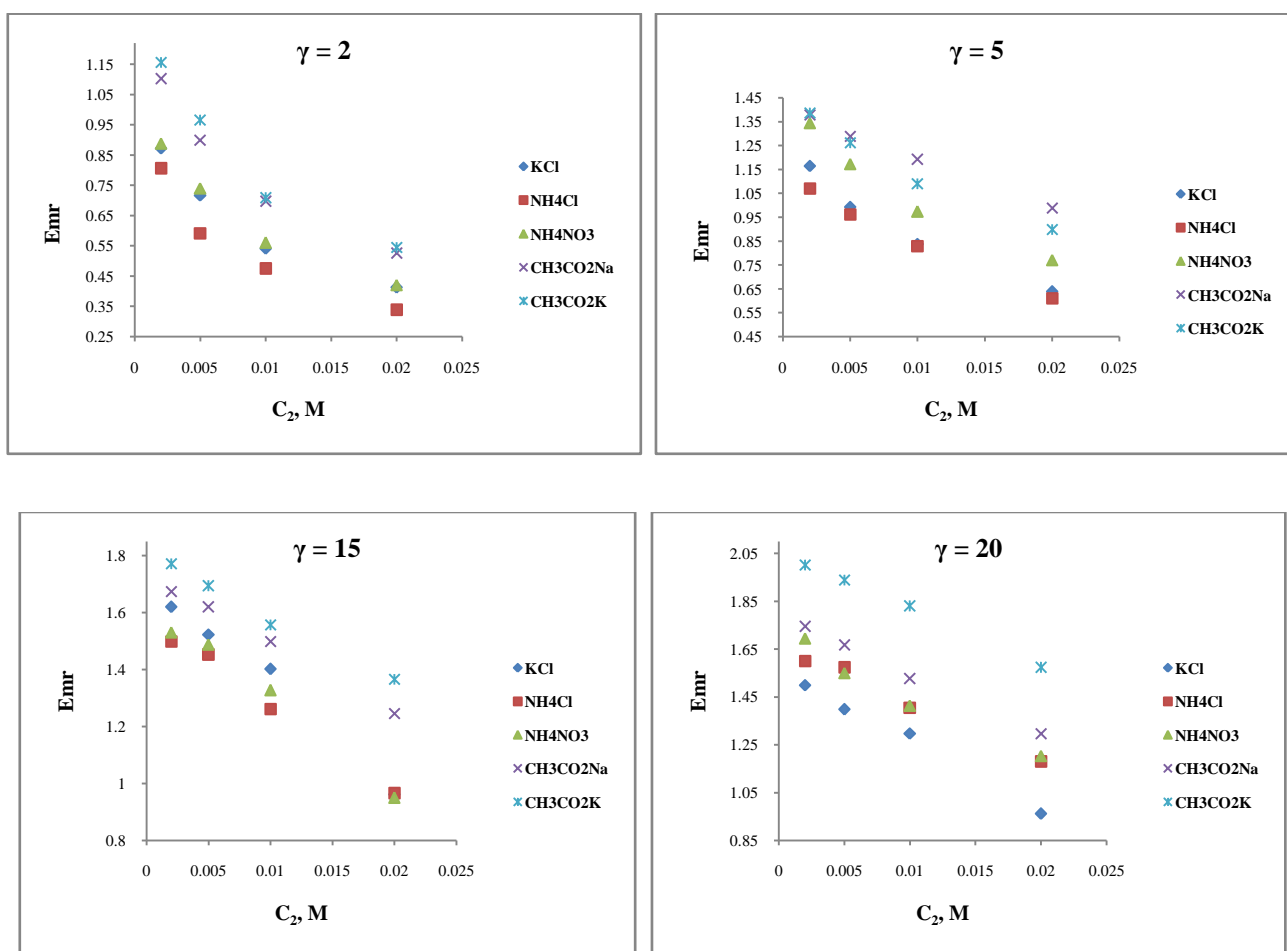 γ = 2
1.15
1.05
0.95
0.85
0.75
0.65
0.55
0.45
0.35
0.25
0
0.005
0.01
0.015
0.02
0.025
Emr
C₂, M
KCl
NH4Cl
NH4NO3
CH3CO2Na
CH3CO2K
γ = 5
1.45
1.35
1.25
1.15
1.05
0.95
0.85
0.75
0.65
0.55
0.45
0
0.005
0.01
0.015
0.02
0.025
Emr
C₂, M
KCl
NH4Cl
NH4NO3
CH3CO2Na
CH3CO2K
γ = 15
1.8
1.6
1.4
1.2
1
0.8
0
0.005
0.01
0.015
0.02
0.025
Emr
C₂, M
KCl
NH4Cl
NH4NO3
CH3CO2Na
CH3CO2K
γ = 20
2.05
1.85
1.65
1.45
1.25
1.05
0.85
0
0.005
0.01
0.015
0.02
0.025
Emr
C₂, M
KCl
NH4Cl
NH4NO3
CH3CO2Na
CH3CO2K